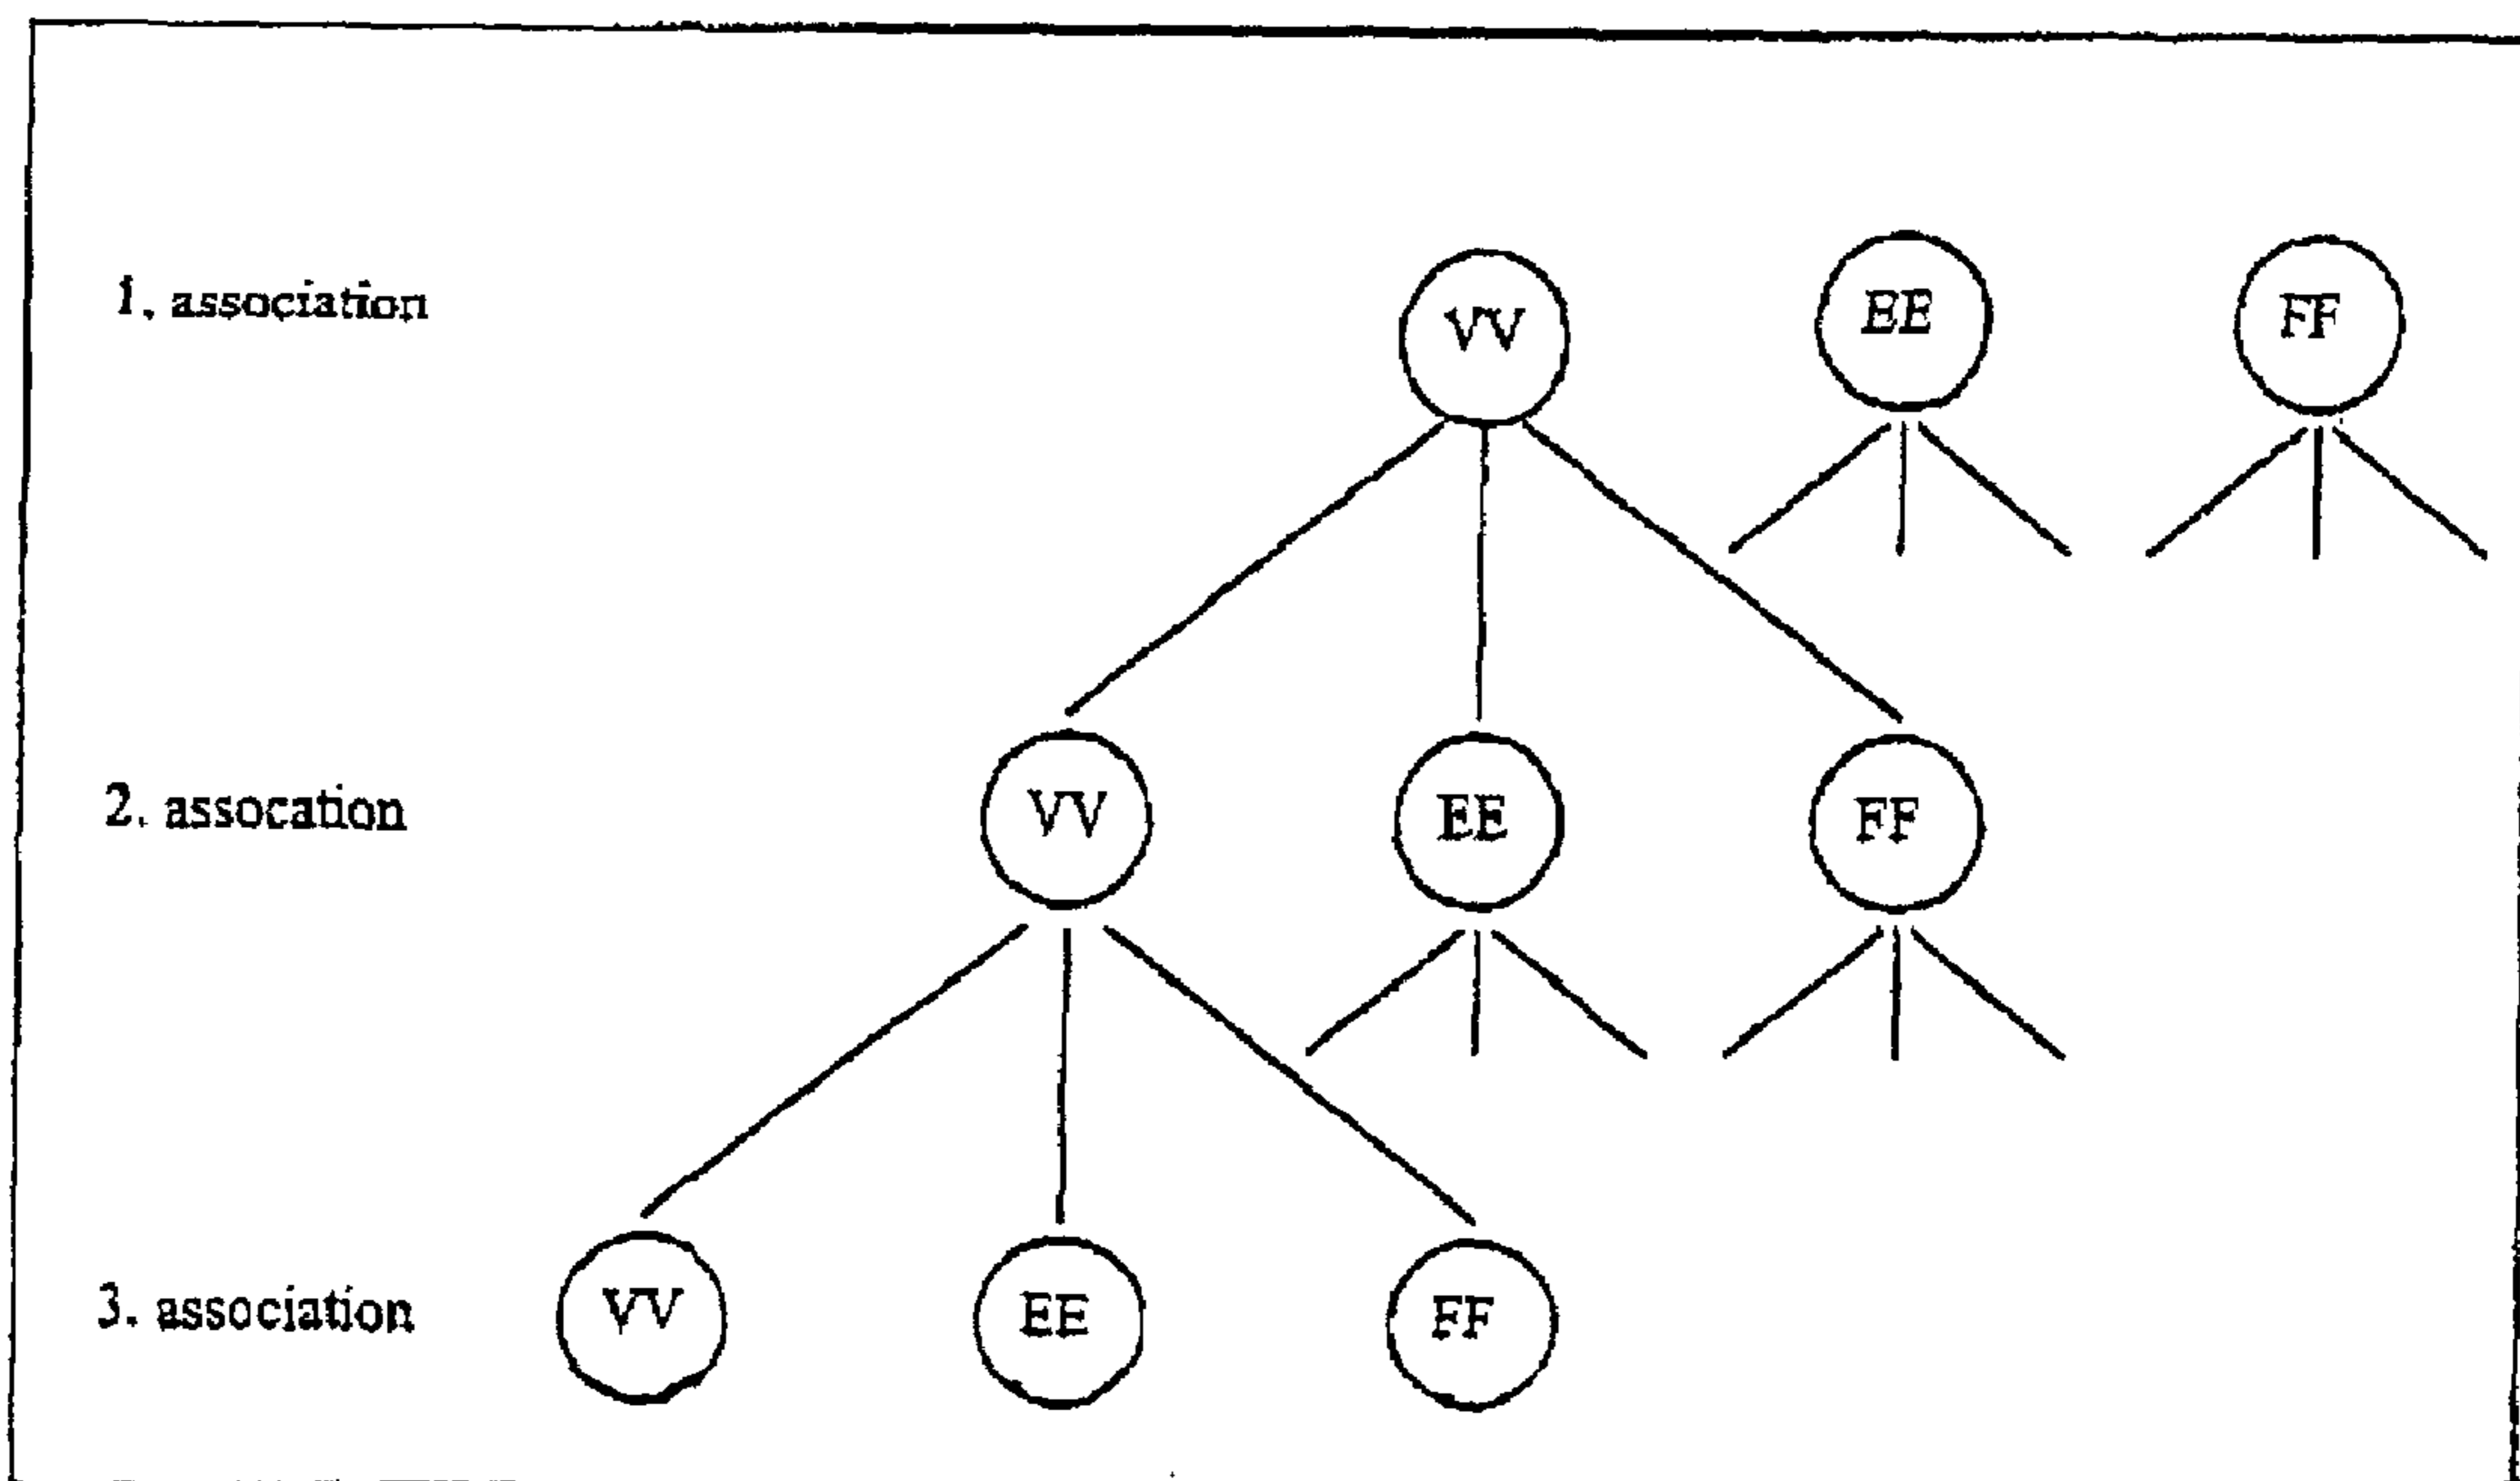 1. association
VV EE FF
2. assocation
VV EE FF
3. association
VV EE FF